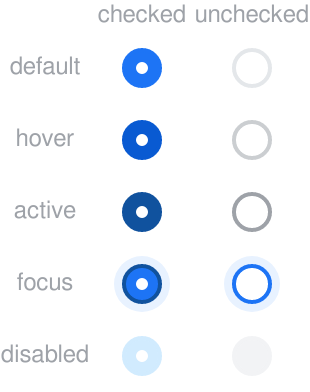 checked unchecked
default
hover
active
focus
disabled